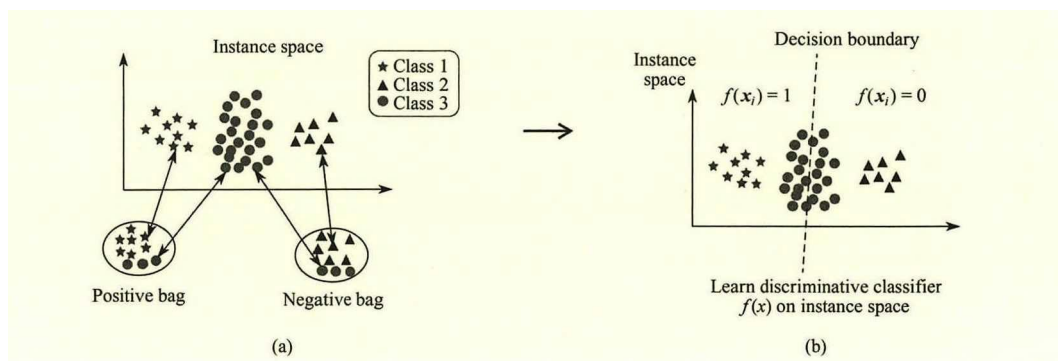 Instance space
Class 1
Class 2
Class 3
Positive bag
Negative bag
(a)
Decision boundary
Instance
space
f(xᵢ) = 1
f(xᵢ) = 0
Learn discriminative classifier
f(x) on instance space
(b)